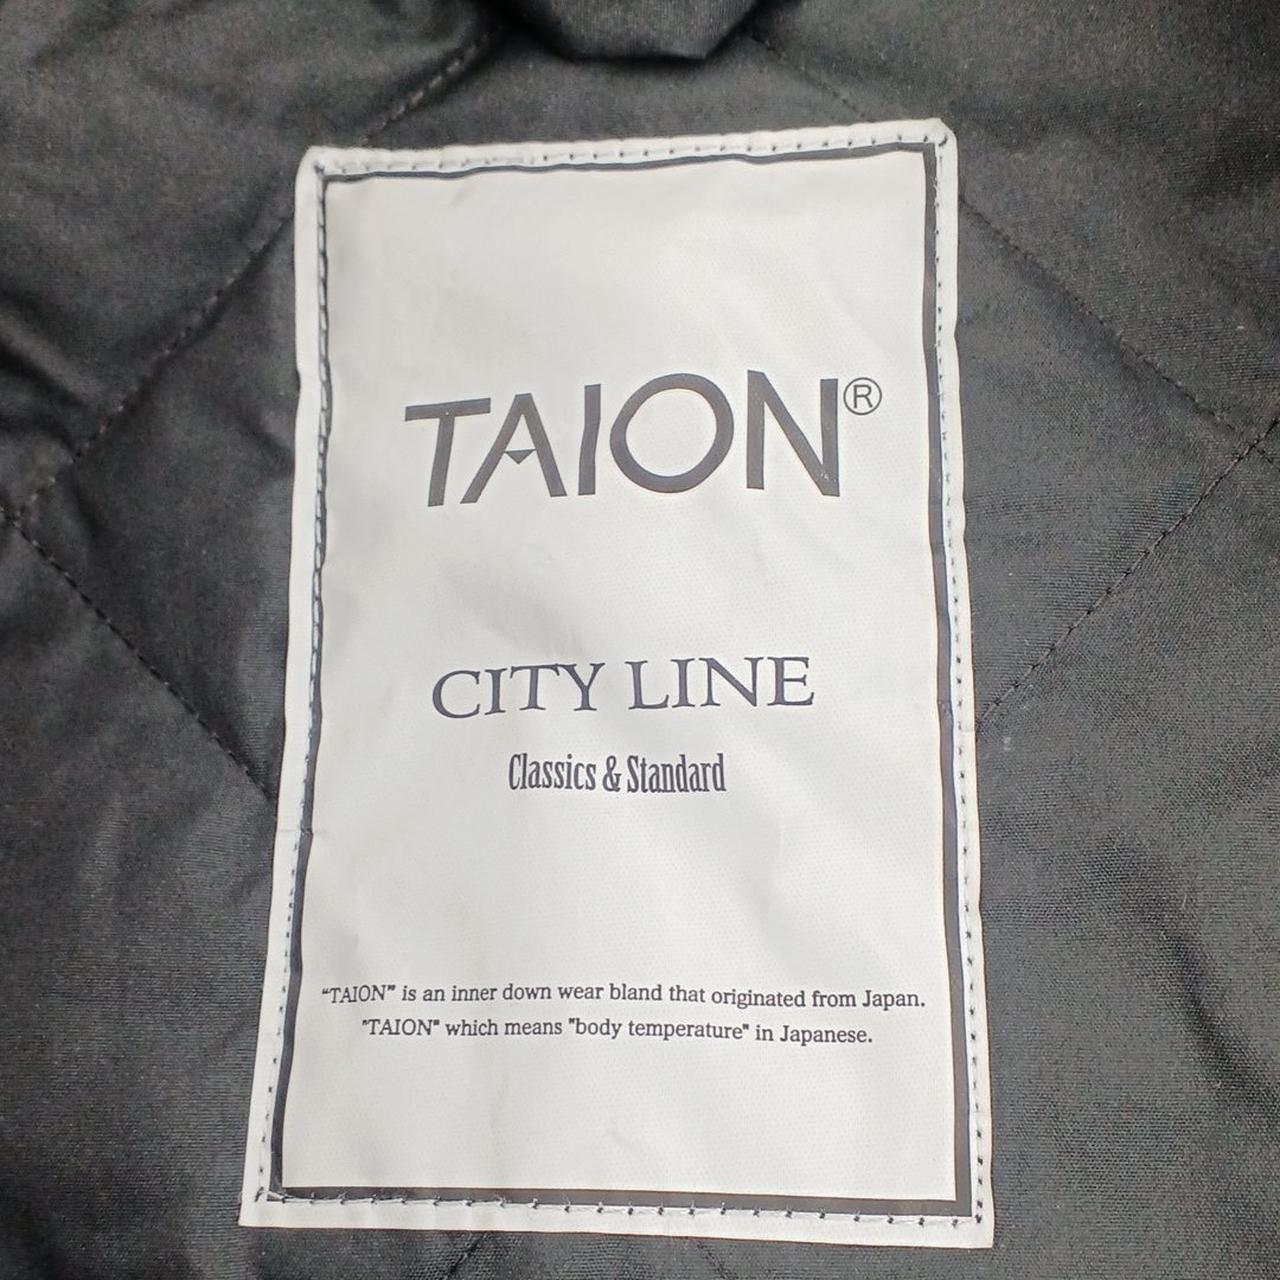 TAION®
CITY LINE
Classics & Standard
“TAION” is an inner down wear bland that originated from Japan.
"TAION" which means "body temperature" in Japanese.